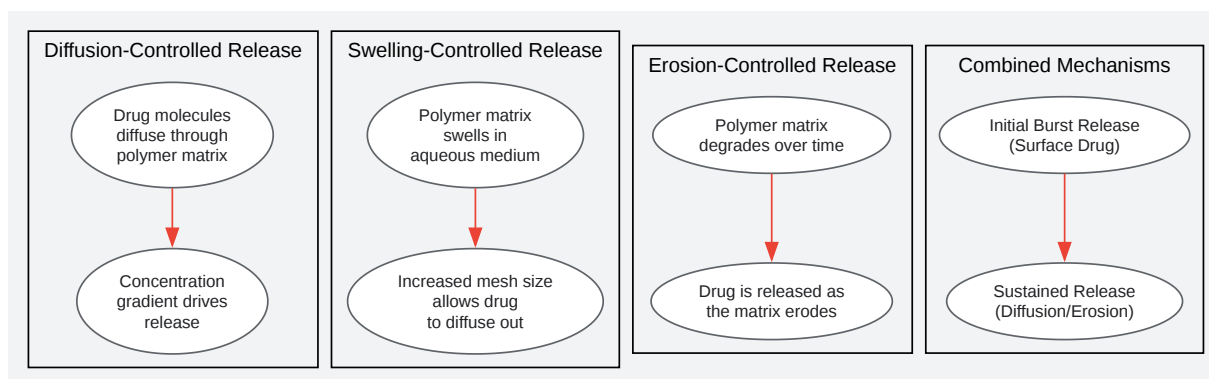 Diffusion-Controlled Release
Drug molecules
diffuse through
polymer matrix
Concentration
gradient drives
release
Swelling-Controlled Release
Polymer matrix
swells in
aqueous medium
Increased mesh size
allows drug
to diffuse out
Erosion-Controlled Release
Polymer matrix
degrades over time
Drug is released as
the matrix erodes
Combined Mechanisms
Initial Burst Release
(Surface Drug)
Sustained Release
(Diffusion/Erosion)